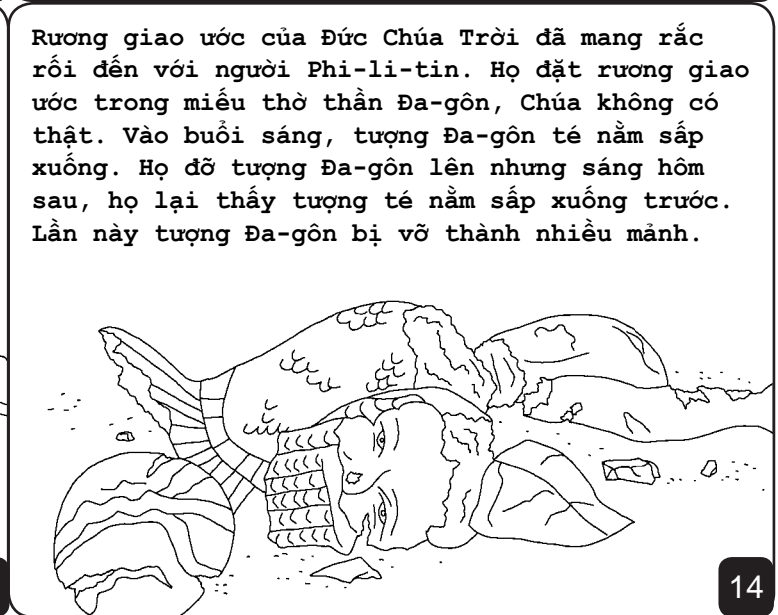 Rương giao ước của Đức Chúa Trời đã mang rắc
rối đến với người Phi-li-tin. Họ đặt rương giao
ước trong miếu thờ thần Đa-gôn, Chúa không có
thật. Vào buổi sáng, tượng Đa-gôn té nằm sấp
xuống. Họ đỡ tượng Đa-gôn lên nhưng sáng hôm
sau, họ lại thấy tượng té nằm sấp xuống trước.
Lần này tượng Đa-gôn bị vỡ thành nhiều mảnh.
14